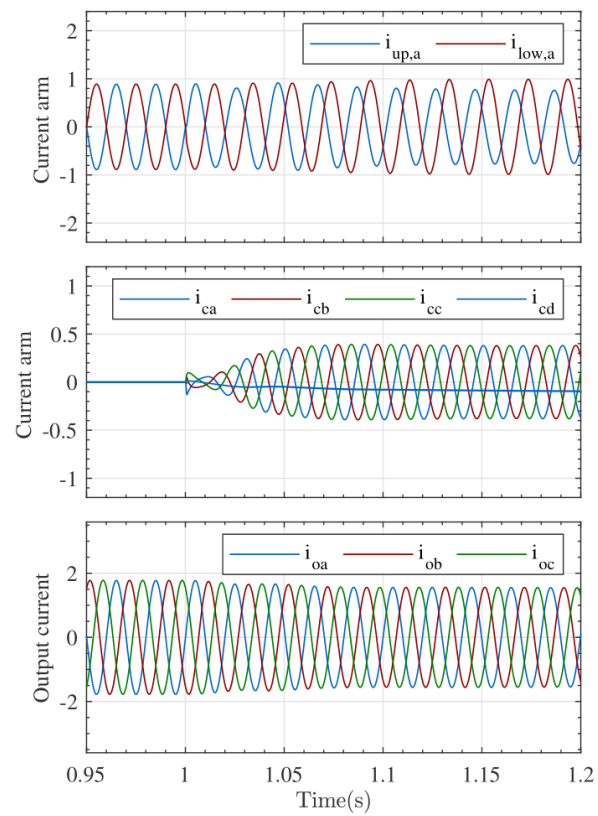 i_up,a i_low,a
2
1
0
-1
-2
Current arm
i_ca i_cb i_cc i_cd
1
0.5
0
-0.5
-1
Current arm
i_oa i_ob i_oc
2
0
-2
Output current
0.95 1 1.05 1.1 1.15 1.2
Time(s)